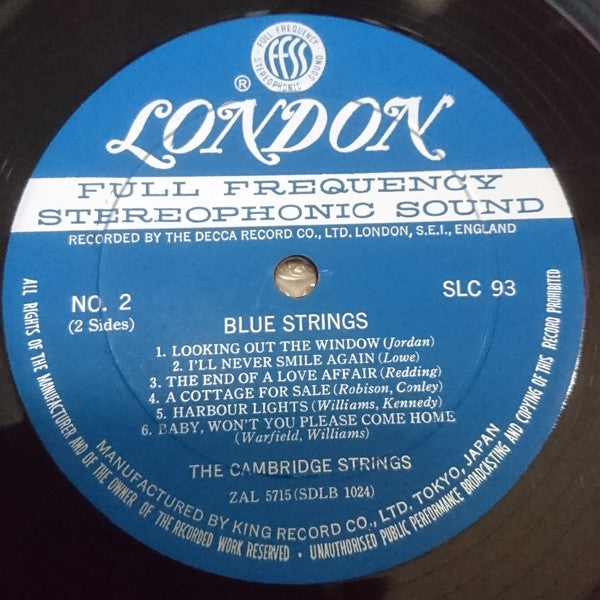 FULL FREQUENCY
FFSS
STEREOPHONIC SOUND
®
LONDON
FULL FREQUENCY
STEREOPHONIC SOUND
RECORDED BY THE DECCA RECORD CO., LTD. LONDON, S.E.I., ENGLAND
NO. 2
(2 Sides)
SLC 93
BLUE STRINGS
1. LOOKING OUT THE WINDOW (Jordan)
2. I'LL NEVER SMILE AGAIN (Lowe)
3. THE END OF A LOVE AFFAIR (Redding)
4. A COTTAGE FOR SALE (Robison, Conley)
5. HARBOUR LIGHTS (Williams, Kennedy)
6. BABY, WON'T YOU PLEASE COME HOME
(Warfield, Williams)
THE CAMBRIDGE STRINGS
ZAL 5715 (SDLB 1024)
MANUFACTURED BY KING RECORD CO., LTD. TOKYO, JAPAN
ALL RIGHTS OF THE MANUFACTURER AND OF THE OWNER OF THE RECORDED WORK RESERVED • UNAUTHORISED PUBLIC PERFORMANCE BROADCASTING AND COPYING OF THIS RECORD PROHIBITED